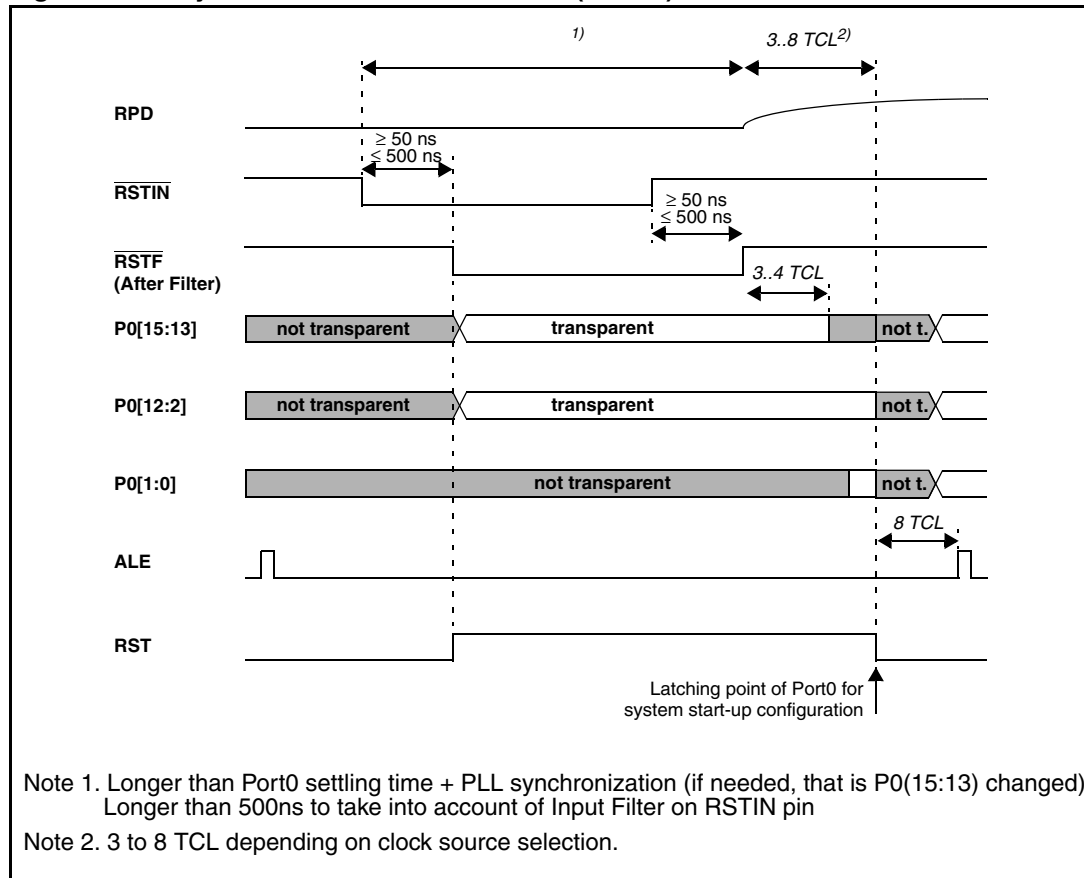 1)
3..8 TCL2)
RPD
≥ 50 ns
≤ 500 ns
RSTIN
≥ 50 ns
≤ 500 ns
RSTF
(After Filter)
3..4 TCL
P0[15:13]
not transparent
transparent
not t.
P0[12:2]
not transparent
transparent
not t.
P0[1:0]
not transparent
not t.
8 TCL
ALE
RST
Latching point of Port0 for
system start-up configuration
Note 1. Longer than Port0 settling time + PLL synchronization (if needed, that is P0(15:13) changed)
Longer than 500ns to take into account of Input Filter on RSTIN pin
Note 2. 3 to 8 TCL depending on clock source selection.